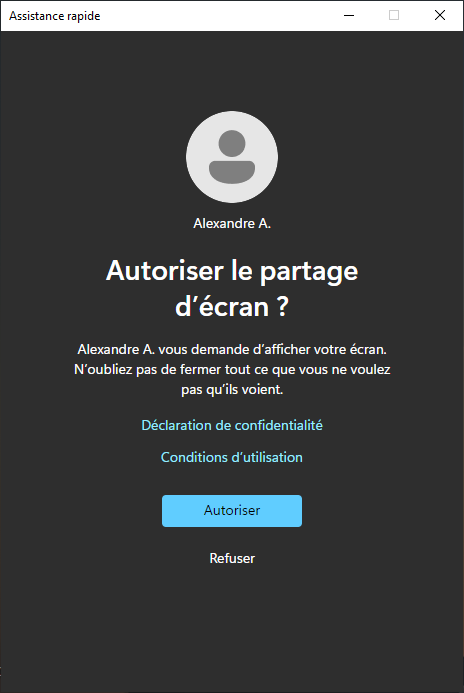 Assistance rapide
Alexandre A.
Autoriser le partage
d’écran ?
Alexandre A. vous demande d’afficher votre écran.
N’oubliez pas de fermer tout ce que vous ne voulez
pas qu’ils voient.
Déclaration de confidentialité
Conditions d’utilisation
Autoriser
Refuser